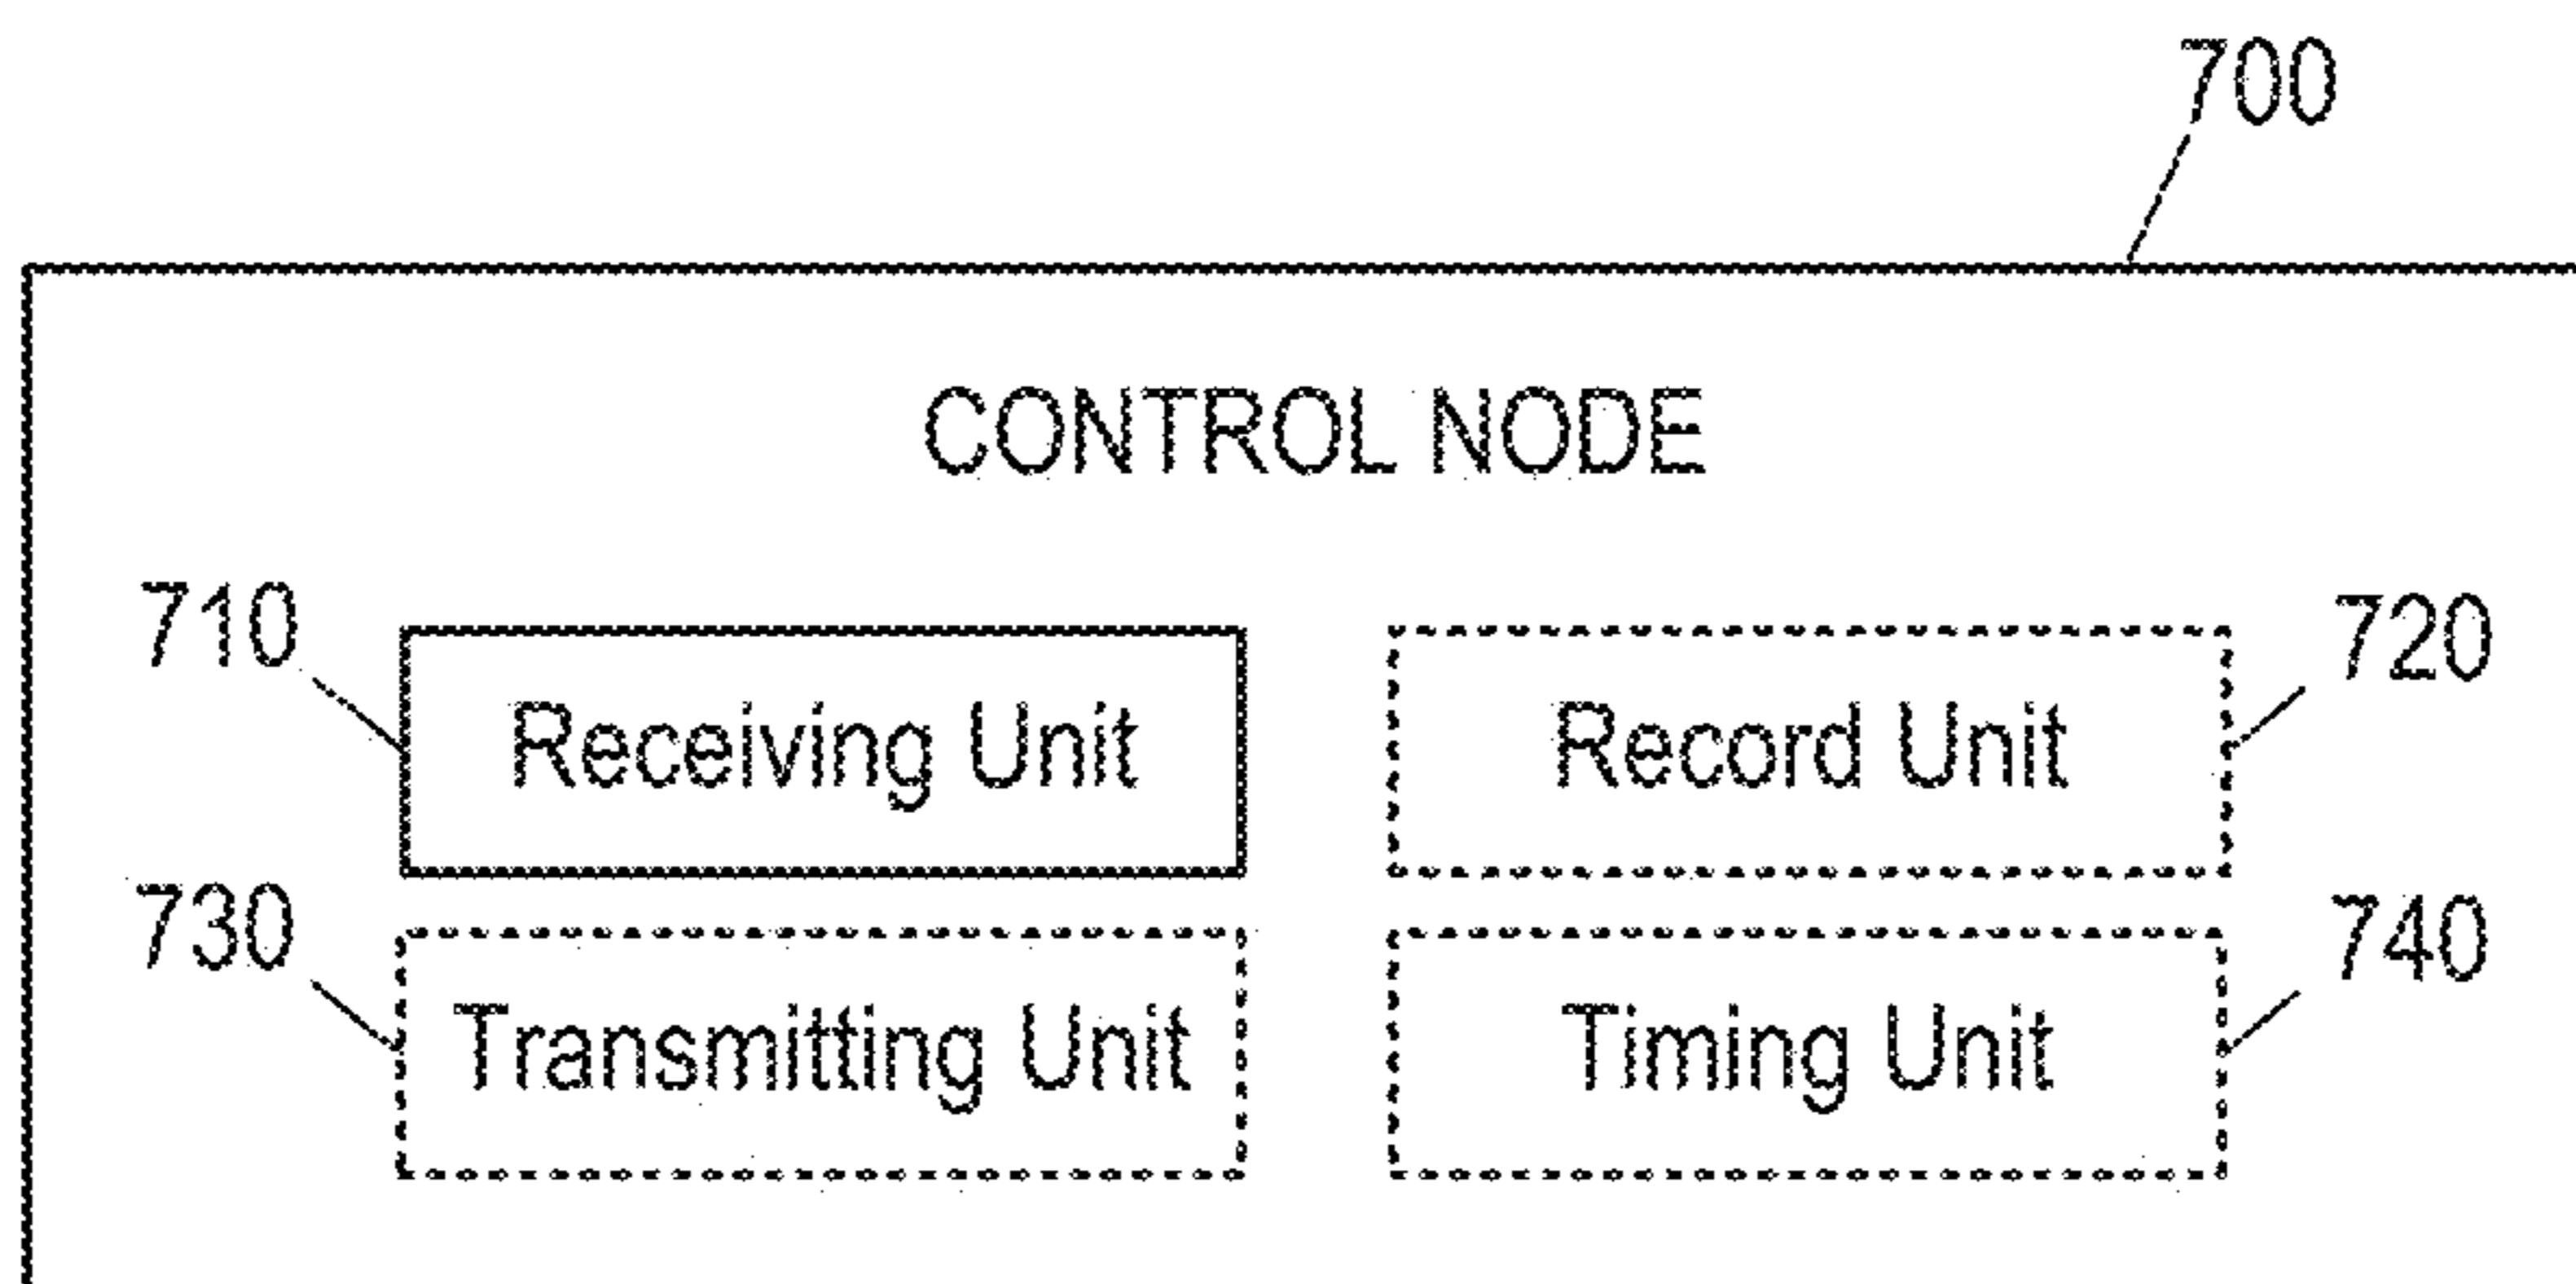 700
CONTROL NODE
710
Receiving Unit
Record Unit
720
730
Transmitting Unit
Timing Unit
740